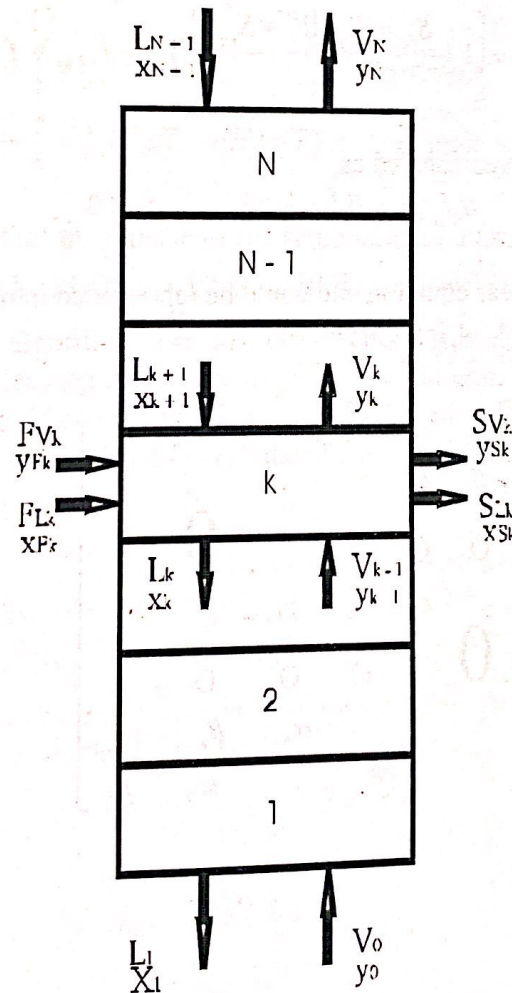 LN-1
xN-1
VN
yN
N
N-1
Lk+1
xk+1
Vk
yk
FVk
yFk
FLk
xFk
k
SVk
ySk
SLk
xSk
Lk
xk
Vk-1
yk-1
2
1
L1
X1
V0
y0